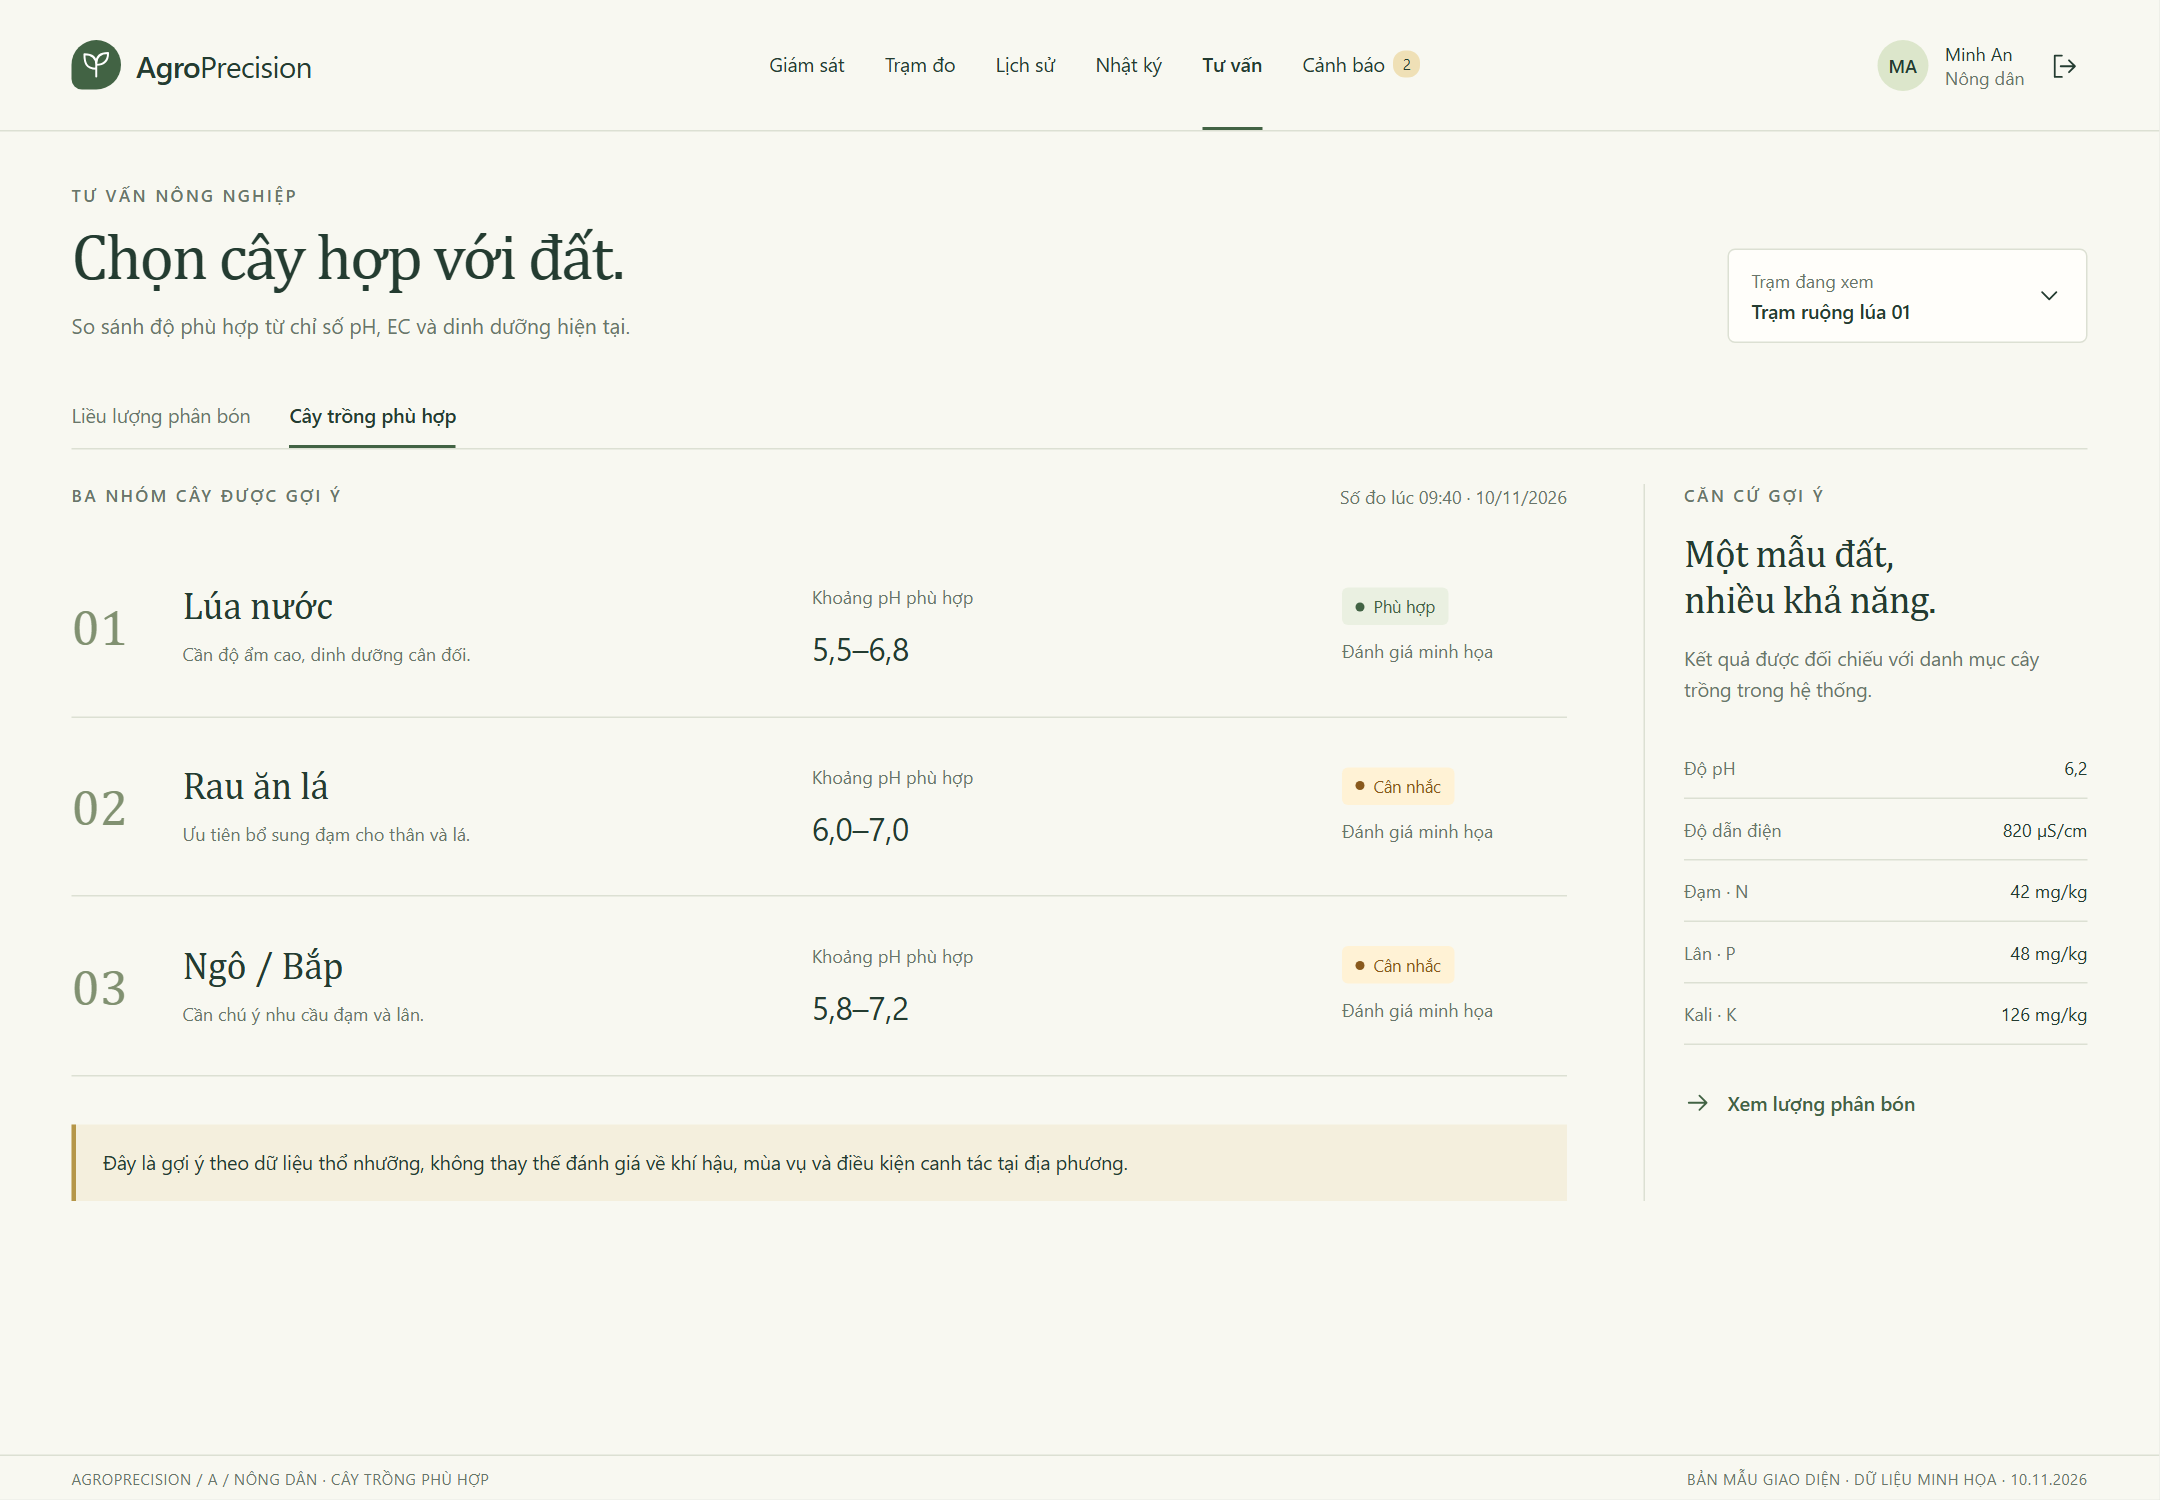 AgroPrecision
Giám sát
Trạm đo
Lịch sử
Nhật ký
Tư vấn
Cảnh báo 2
MA
Minh An
Nông dân
TƯ VẤN NÔNG NGHIỆP
Chọn cây hợp với đất.
So sánh độ phù hợp từ chỉ số pH, EC và dinh dưỡng hiện tại.
Trạm đang xem
Trạm ruộng lúa 01
Liều lượng phân bón
Cây trồng phù hợp
BA NHÓM CÂY ĐƯỢC GỢI Ý
Số đo lúc 09:40 · 10/11/2026
01
Lúa nước
Cần độ ẩm cao, dinh dưỡng cân đối.
Khoảng pH phù hợp
5,5–6,8
Phù hợp
Đánh giá minh họa
02
Rau ăn lá
Ưu tiên bổ sung đạm cho thân và lá.
Khoảng pH phù hợp
6,0–7,0
Cân nhắc
Đánh giá minh họa
03
Ngô / Bắp
Cần chú ý nhu cầu đạm và lân.
Khoảng pH phù hợp
5,8–7,2
Cân nhắc
Đánh giá minh họa
Đây là gợi ý theo dữ liệu thổ nhưỡng, không thay thế đánh giá về khí hậu, mùa vụ và điều kiện canh tác tại địa phương.
CĂN CỨ GỢI Ý
Một mẫu đất,
nhiều khả năng.
Kết quả được đối chiếu với danh mục cây
trồng trong hệ thống.
Độ pH 6,2
Độ dẫn điện 820 µS/cm
Đạm · N 42 mg/kg
Lân · P 48 mg/kg
Kali · K 126 mg/kg
Xem lượng phân bón
AGROPRECISION / A / NÔNG DÂN · CÂY TRỒNG PHÙ HỢP
BẢN MẪU GIAO DIỆN · DỮ LIỆU MINH HỌA · 10.11.2026